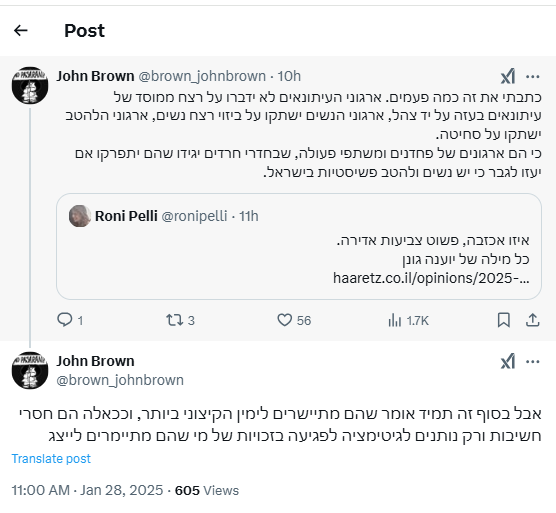 Post
John Brown @brown_johnbrown · 10h
כתבתי את זה כמה פעמים. ארגוני העיתונאים לא ידברו על רצח ממוסד של
עיתונאים בעזה על יד צהל, ארגוני הנשים ישתקו על ביזוי רצח נשים, ארגוני הלהטב
ישתקו על סחיטה.
כי הם ארגונים של פחדנים ומשתפי פעולה, שבחדרי חרדים יגידו שהם יתפרקו אם
יעזו לגבר כי יש נשים ולהטב פשיסטיות בישראל.
Roni Pelli @ronipelli · 11h
איזו אכזבה, פשוט צביעות אדירה.
כל מילה של יוענה גונן
haaretz.co.il/opinions/2025-...
1
3
56
1.7K
John Brown
@brown_johnbrown
אבל בסוף זה תמיד אומר שהם מתיישרים לימין הקיצוני ביותר, וככאלה הם חסרי
חשיבות ורק נותנים לגיטימציה לפגיעה בזכויות של מי שהם מתיימרים לייצג
Translate post
11:00 AM · Jan 28, 2025 · 605 Views